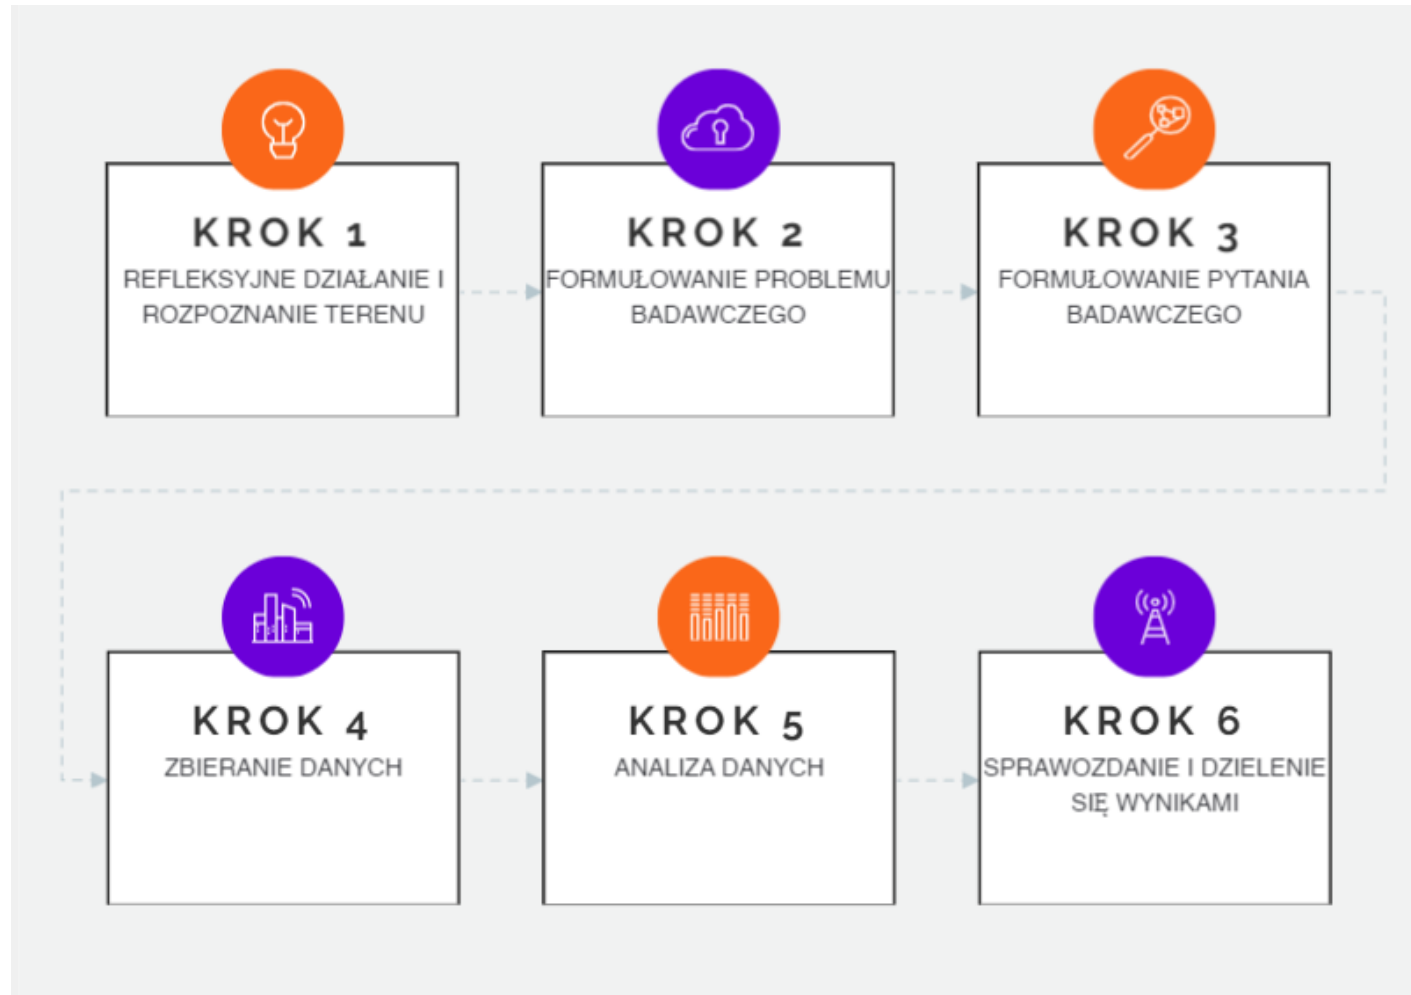 KROK 1
REFLEKSYJNE DZIAŁANIE I
ROZPOZNANIE TERENU
KROK 2
FORMUŁOWANIE PROBLEMU
BADAWCZEGO
KROK 3
FORMUŁOWANIE PYTANIA
BADAWCZEGO
KROK 4
ZBIERANIE DANYCH
KROK 5
ANALIZA DANYCH
KROK 6
SPRAWOZDANIE I DZIELENIE
SIĘ WYNIKAMI